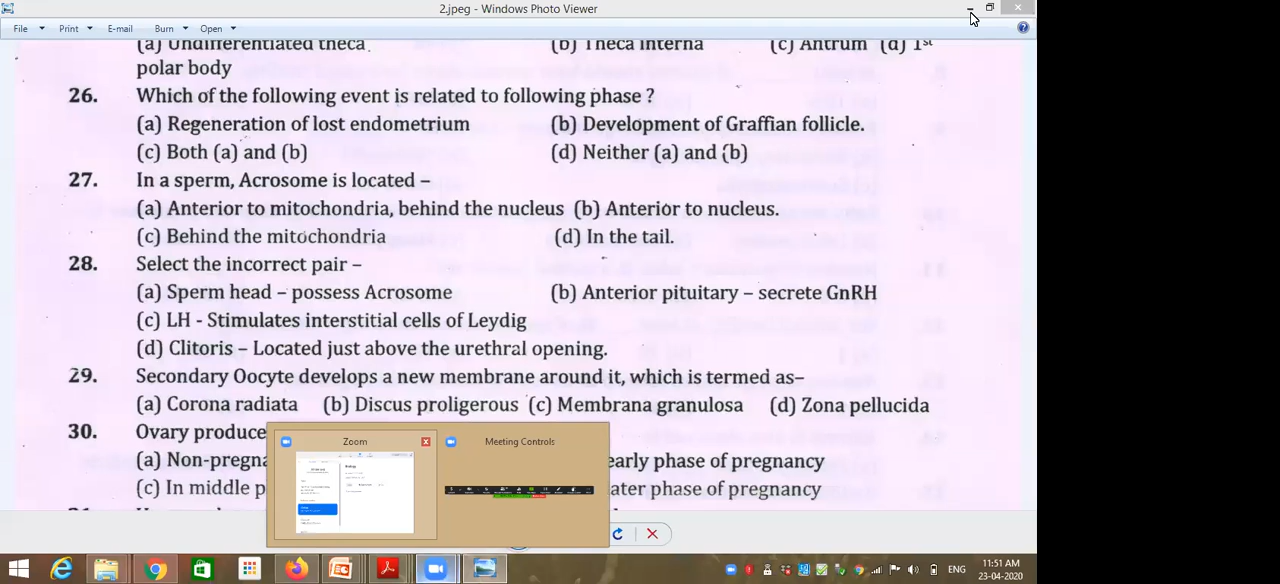 2.jpeg - Windows Photo Viewer
File Print E-mail Burn Open
(a) Undifferentiated theca (b) Theca interna (c) Antrum (d) 1st
polar body
26. Which of the following event is related to following phase ?
(a) Regeneration of lost endometrium (b) Development of Graffian follicle.
(c) Both (a) and (b) (d) Neither (a) and (b)
27. In a sperm, Acrosome is located –
(a) Anterior to mitochondria, behind the nucleus (b) Anterior to nucleus.
(c) Behind the mitochondria (d) In the tail.
28. Select the incorrect pair –
(a) Sperm head – possess Acrosome (b) Anterior pituitary – secrete GnRH
(c) LH - Stimulates interstitial cells of Leydig
(d) Clitoris – Located just above the urethral opening.
29. Secondary Oocyte develops a new membrane around it, which is termed as–
(a) Corona radiata (b) Discus proligerous (c) Membrana granulosa (d) Zona pellucida
30. Ovary produce
Zoom Meeting Controls
(a) Non-pregna early phase of pregnancy
(c) In middle p later phase of pregnancy
ENG 11:51 AM
23-04-2020